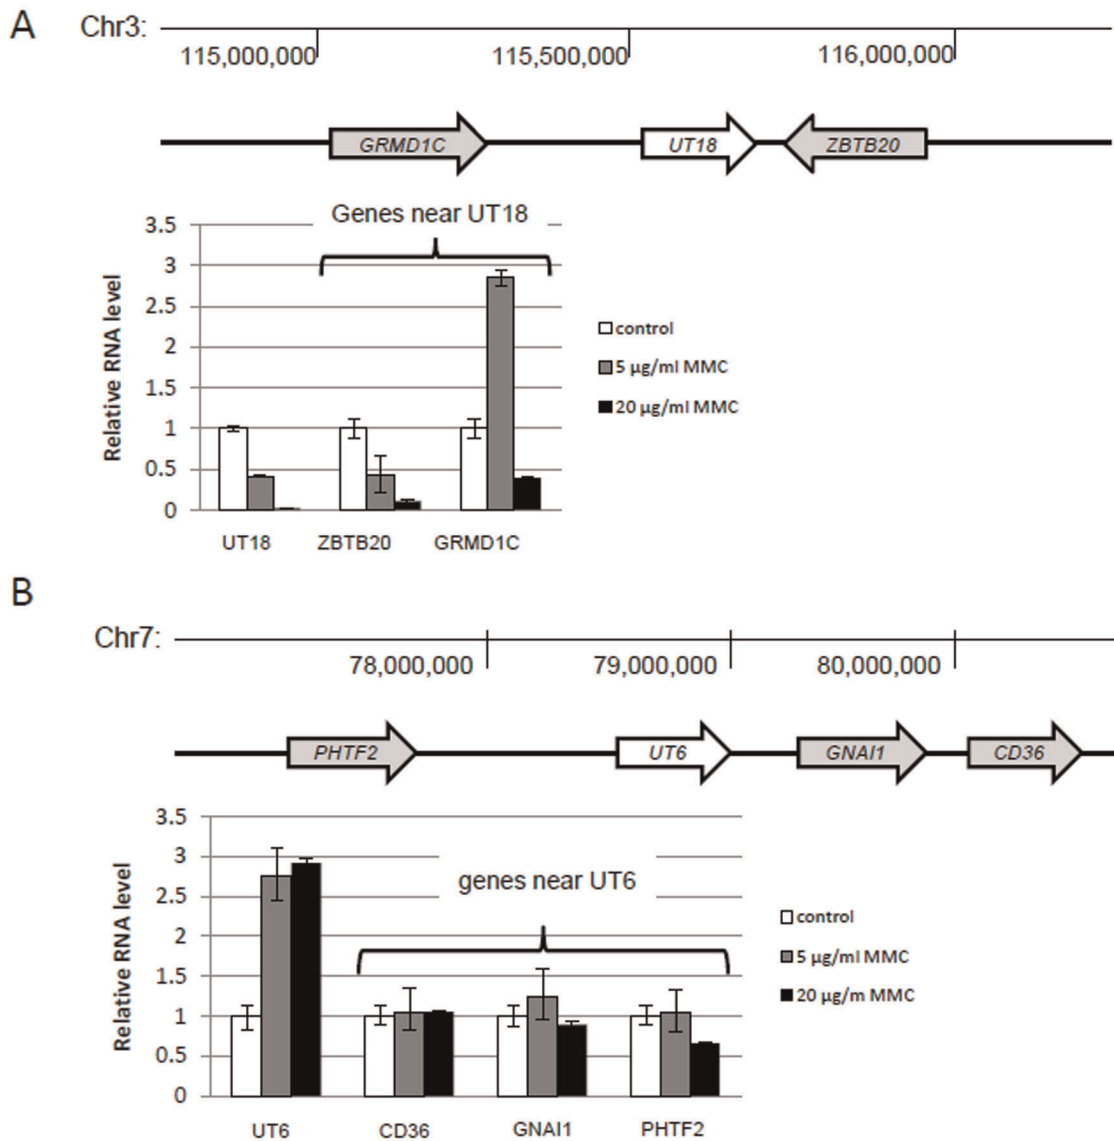 A
Chr3:
115,000,000 115,500,000 116,000,000
GRMD1C UT18 ZBTB20
Genes near UT18
3.5
3
2.5
2
1.5
1
0.5
0
Relative RNA level
control
5 µg/ml MMC
20 µg/ml MMC
UT18 ZBTB20 GRMD1C
B
Chr7:
78,000,000 79,000,000 80,000,000
PHTF2 UT6 GNAI1 CD36
genes near UT6
3.5
3
2.5
2
1.5
1
0.5
0
Relative RNA level
control
5 µg/ml MMC
20 µg/m MMC
UT6 CD36 GNAI1 PHTF2